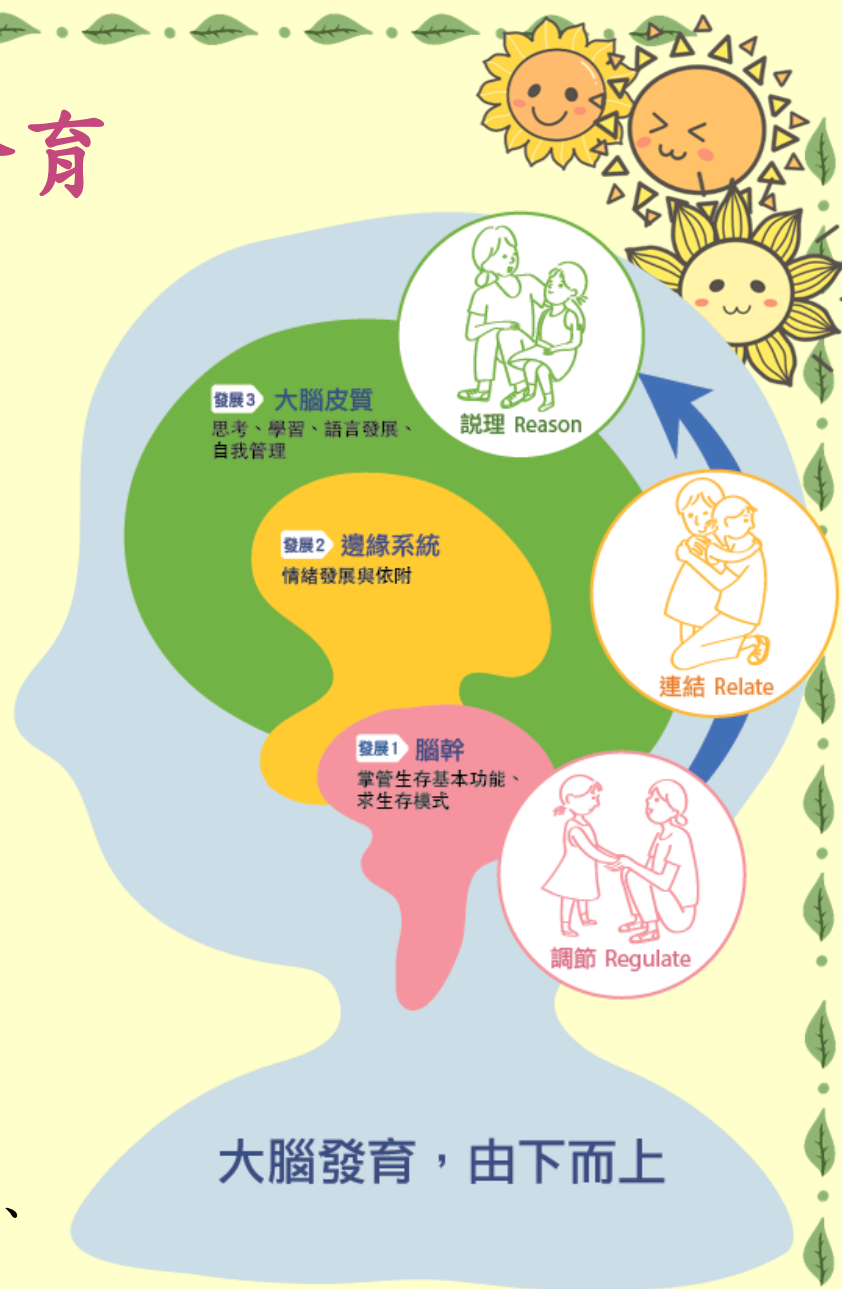 育
說理 Reason
發展3 大腦皮質
思考、學習、語言發展、
自我管理
發展2 邊緣系統
情緒發展與依附
連結 Relate
發展1 腦幹
掌管生存基本功能、
求生存模式
調節 Regulate
大腦發育，由下而上
、